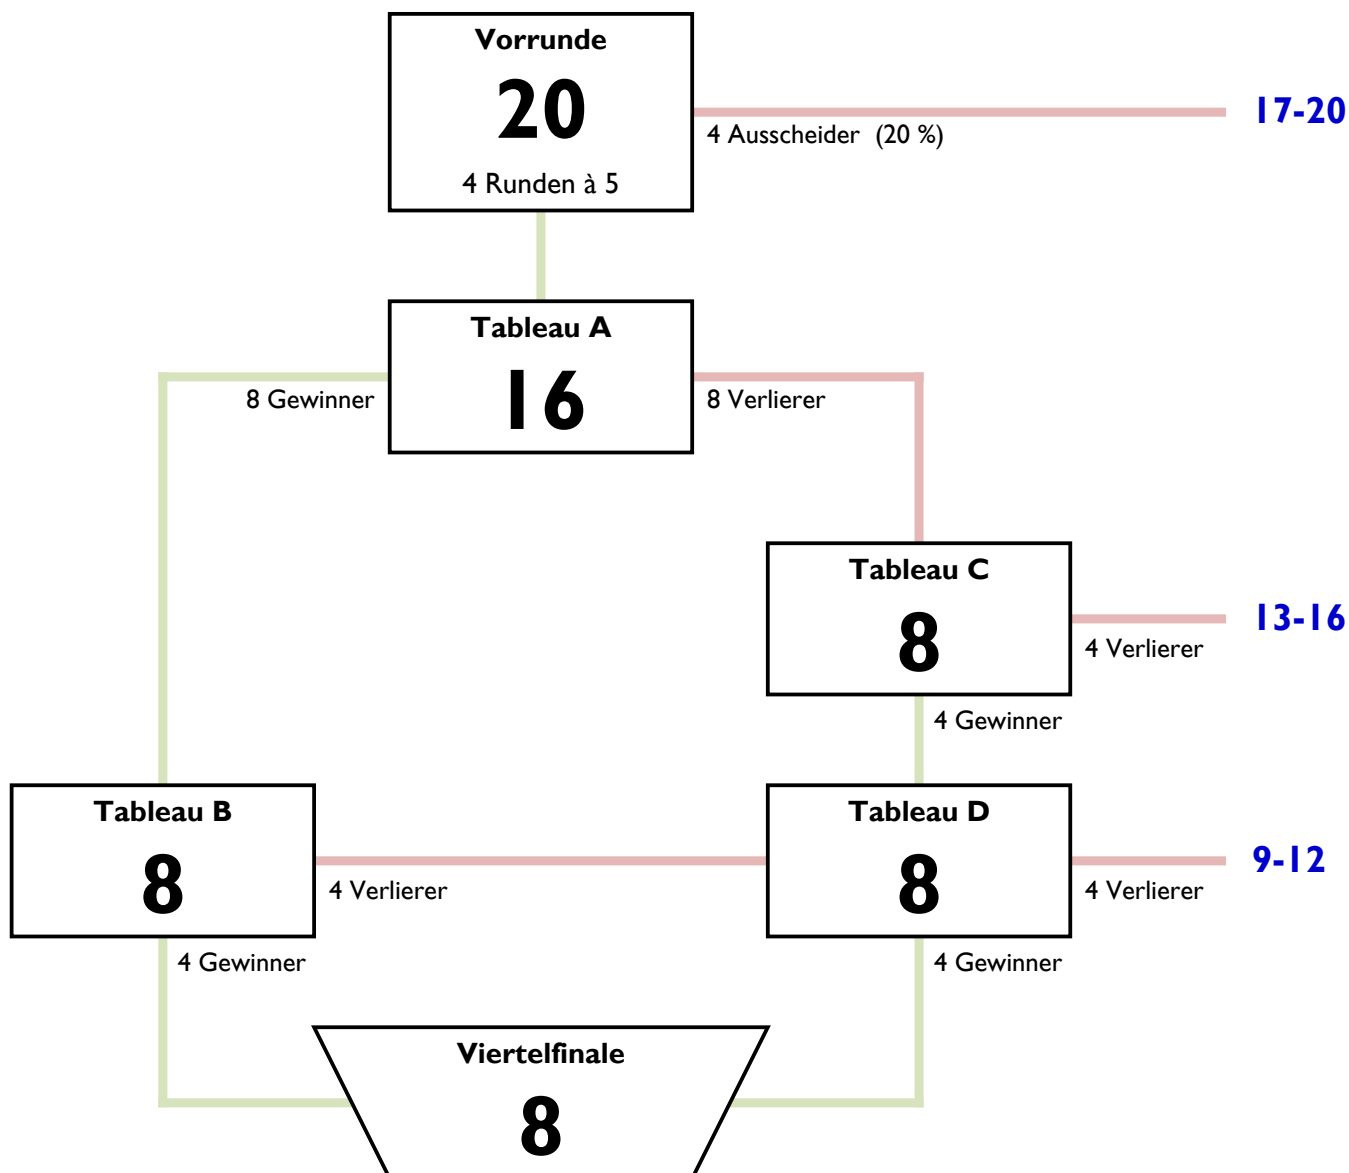 Vorrunde
20
4 Runden à 5
4 Ausscheider (20 %)
17-20
Tableau A
16
8 Gewinner
8 Verlierer
Tableau C
8
4 Verlierer
13-16
4 Gewinner
Tableau B
8
4 Verlierer
4 Gewinner
Tableau D
8
4 Verlierer
9-12
4 Gewinner
Viertelfinale
8